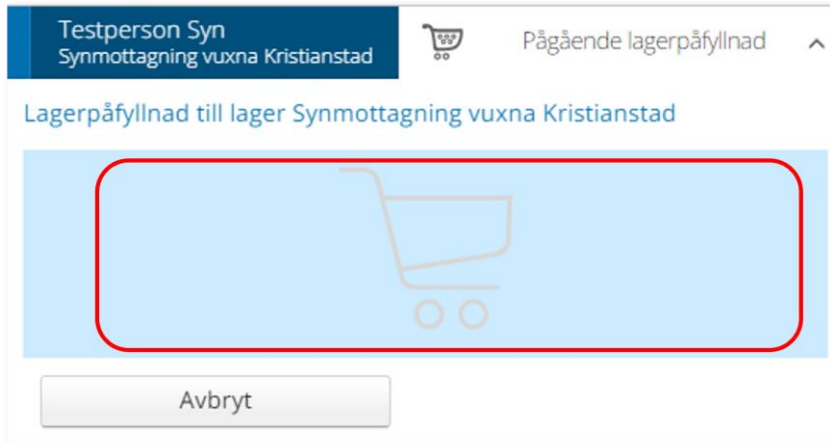 Testperson Syn
Synmottagning vuxna Kristianstad
Pågående lagerpåfyllnad
Lagerpåfyllnad till lager Synmottagning vuxna Kristianstad
Avbryt